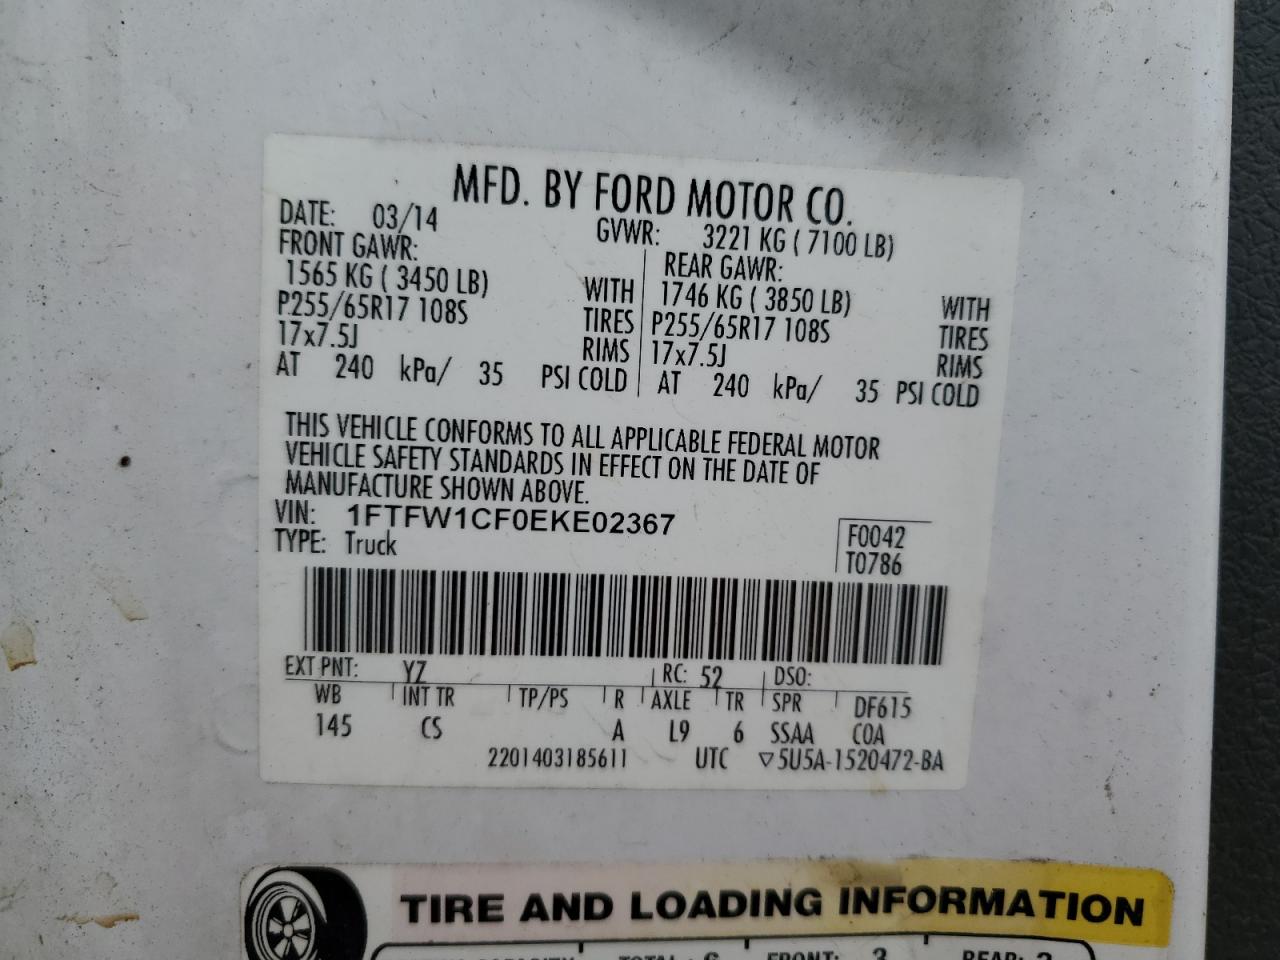 MFD. BY FORD MOTOR CO.
DATE: 03/14 GVWR: 3221 KG ( 7100 LB)
FRONT GAWR: REAR GAWR:
1565 KG ( 3450 LB) WITH 1746 KG ( 3850 LB) WITH
P255/65R17 108S TIRES P255/65R17 108S TIRES
17x7.5J RIMS 17x7.5J RIMS
AT 240 kPa/ 35 PSI COLD AT 240 kPa/ 35 PSI COLD
THIS VEHICLE CONFORMS TO ALL APPLICABLE FEDERAL MOTOR
VEHICLE SAFETY STANDARDS IN EFFECT ON THE DATE OF
MANUFACTURE SHOWN ABOVE.
VIN: 1FTFW1CF0EKE02367 F0042
TYPE: Truck T0786
EXT PNT: YZ RC: 52 DSO:
WB INT TR TP/PS R AXLE TR SPR DF615
145 CS A L9 6 SSAA COA
2201403185611 UTC ▽5U5A-1520472-BA
TIRE AND LOADING INFORMATION
FRONT: 3 REAR: